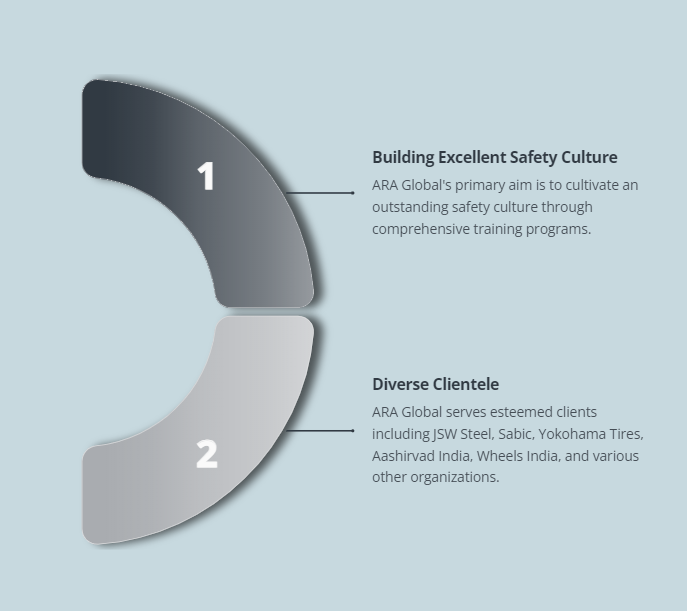 1
Building Excellent Safety Culture
ARA Global's primary aim is to cultivate an
outstanding safety culture through
comprehensive training programs.
2
Diverse Clientele
ARA Global serves esteemed clients
including JSW Steel, Sabic, Yokohama Tires,
Aashirvad India, Wheels India, and various
other organizations.